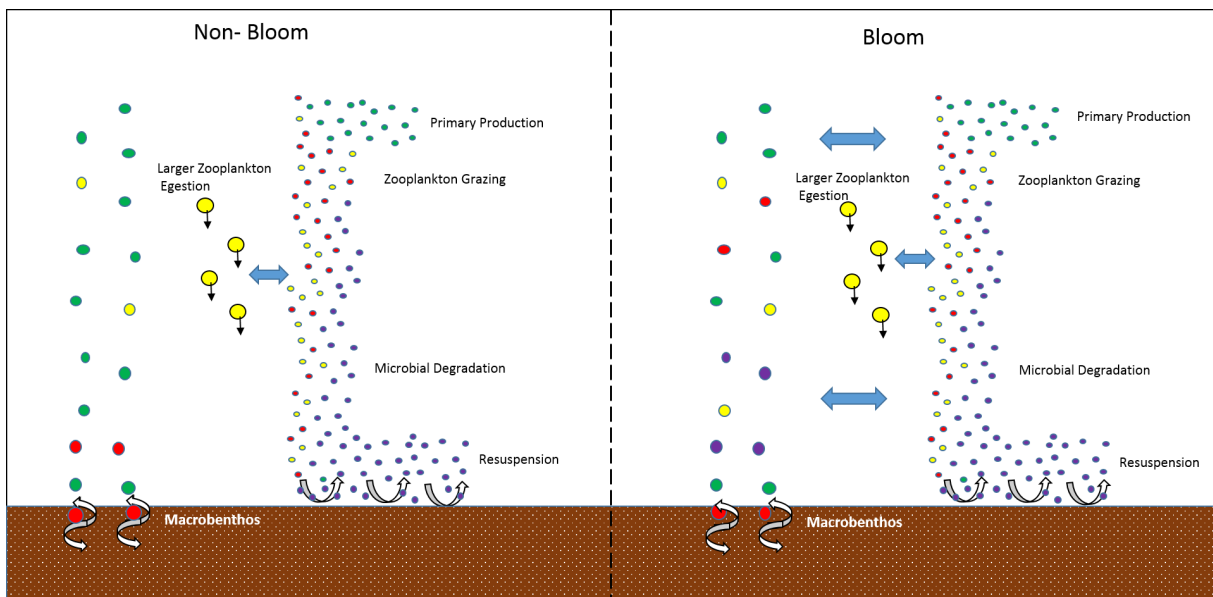 Non- Bloom
Primary Production
Larger Zooplankton
Egestion
Zooplankton Grazing
Microbial Degradation
Resuspension
Macrobenthos
Bloom
Primary Production
Larger Zooplankton
Egestion
Zooplankton Grazing
Microbial Degradation
Resuspension
Macrobenthos